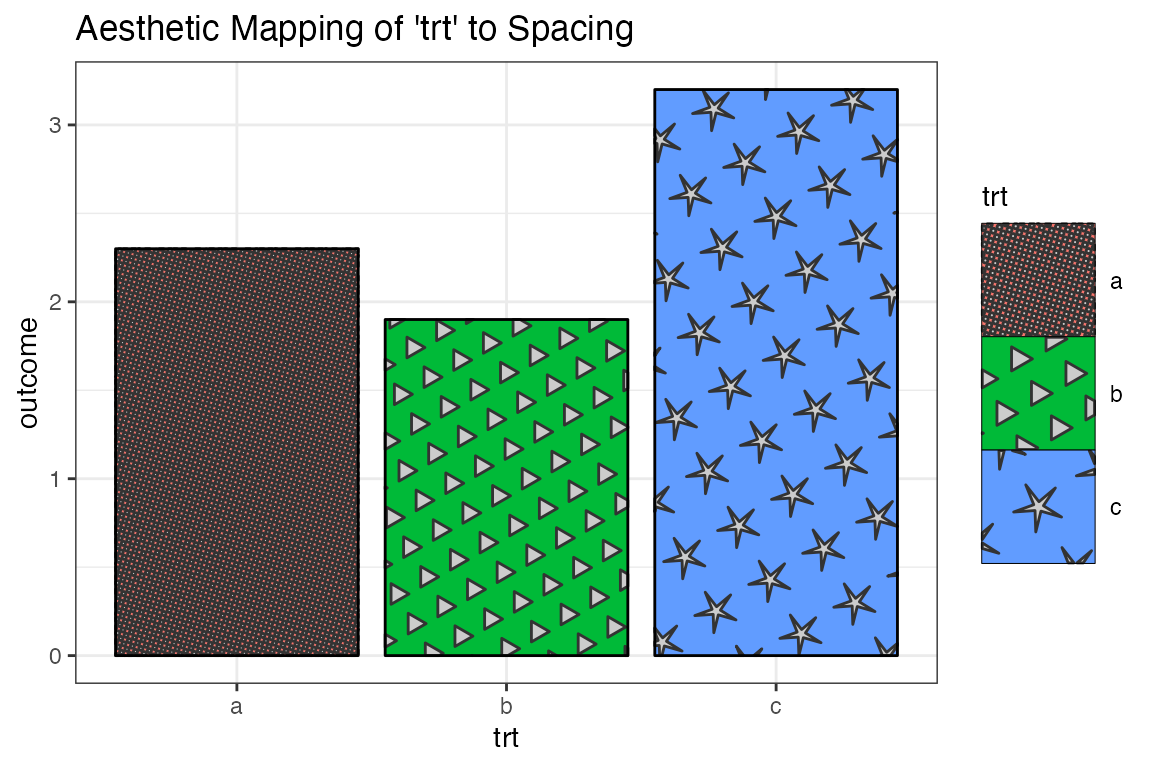 Aesthetic Mapping of 'trt' to Spacing
3
2
1
0
outcome
a
b
c
trt
trt
a
b
c